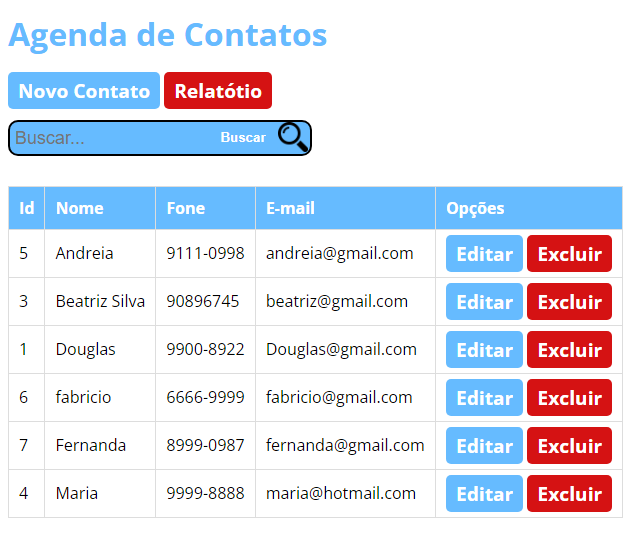 Agenda de Contatos
Novo Contato Relatótio
Buscar... Buscar
Id Nome Fone E-mail Opções
5 Andreia 9111-0998 andreia@gmail.com Editar Excluir
3 Beatriz Silva 90896745 beatriz@gmail.com Editar Excluir
1 Douglas 9900-8922 Douglas@gmail.com Editar Excluir
6 fabricio 6666-9999 fabricio@gmail.com Editar Excluir
7 Fernanda 8999-0987 fernanda@gmail.com Editar Excluir
4 Maria 9999-8888 maria@hotmail.com Editar Excluir